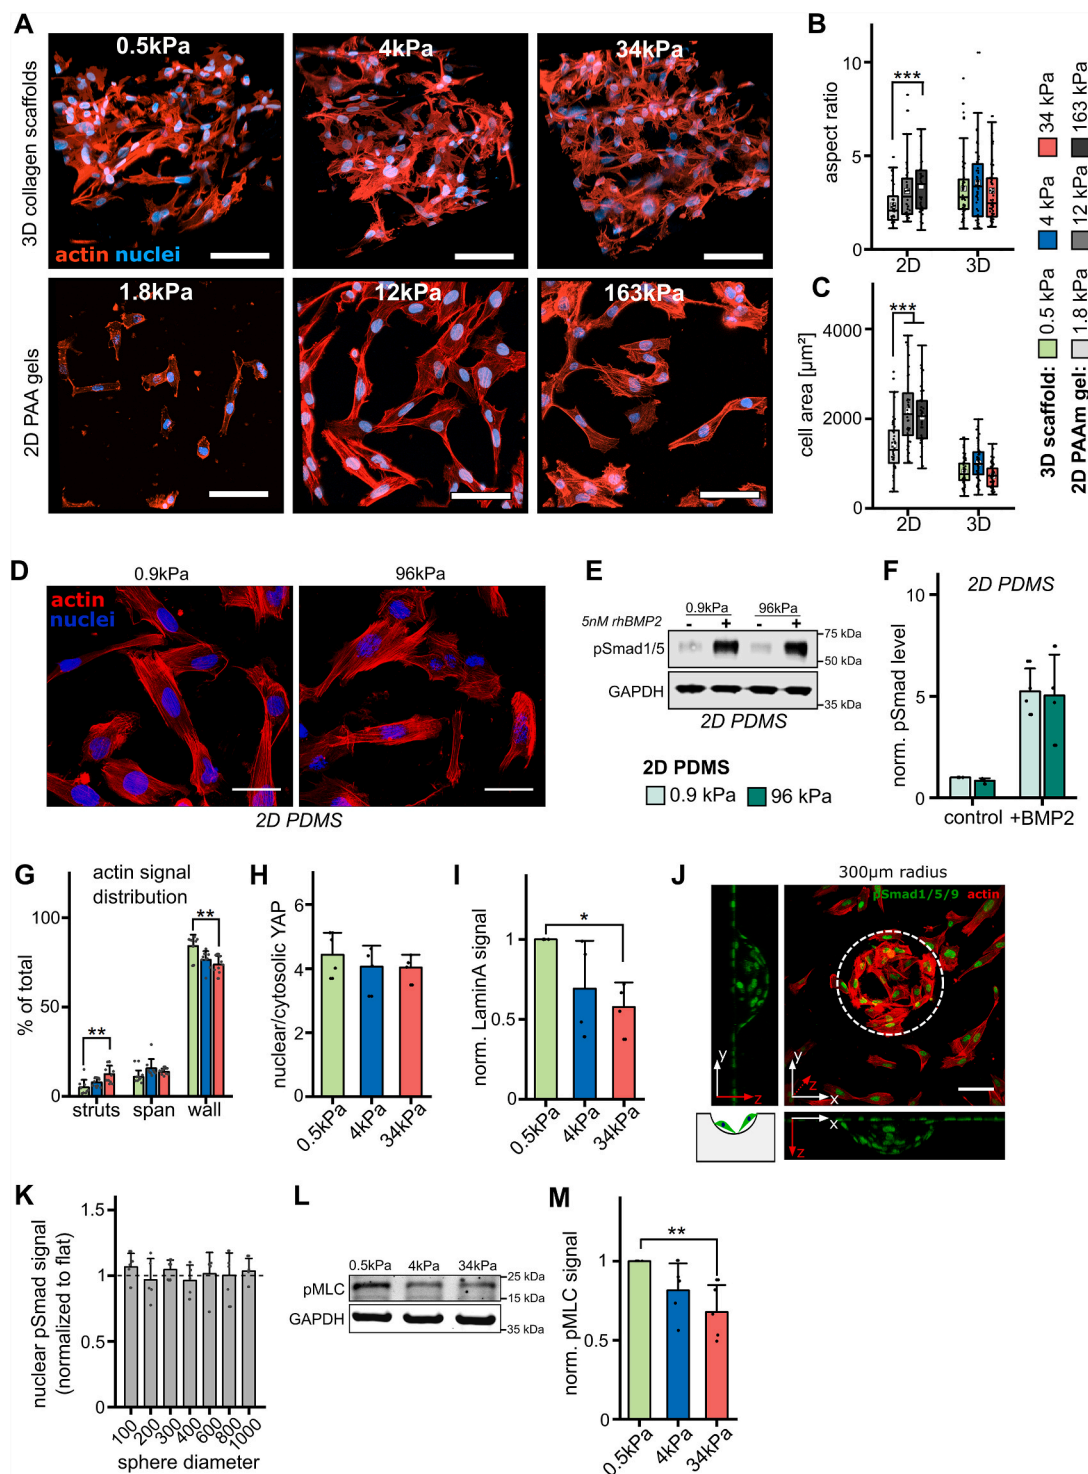 A
0.5kPa
4kPa
34kPa
3D collagen scaffolds
actin nuclei
1.8kPa
12kPa
163kPa
2D PAA gels
B
10
5
0
aspect ratio
***
2D
3D
C
4000
2000
0
cell area [µm²]
***
2D
3D
3D scaffold:
0.5 kPa
4 kPa
34 kPa
2D PAAm gel:
1.8 kPa
12 kPa
163 kPa
D
0.9kPa
96kPa
actin
nuclei
2D PDMS
E
0.9kPa
96kPa
5nM rhBMP2
-
+
-
+
75 kDa
pSmad1/5
50 kDa
GAPDH
35 kDa
2D PDMS
2D PDMS
0.9 kPa
96 kPa
F
2D PDMS
10
5
0
norm. pSmad level
control
+BMP2
G
actin signal
distribution
100
50
0
% of total
**
**
struts
span
wall
H
6
4
2
0
nuclear/cytosolic YAP
0.5kPa
4kPa
34kPa
I
*
1
0.5
0
norm. LaminA signal
0.5kPa
4kPa
34kPa
J
300µm radius
pSmad1/5/9 actin
y
z
y
z
x
x
z
K
1.5
1
0.5
0
nuclear pSmad signal
(normalized to flat)
100
200
300
400
600
800
1000
sphere diameter
L
0.5kPa
4kPa
34kPa
25 kDa
pMLC
15 kDa
GAPDH
35 kDa
M
**
1
0.5
0
norm. pMLC signal
0.5kPa
4kPa
34kPa